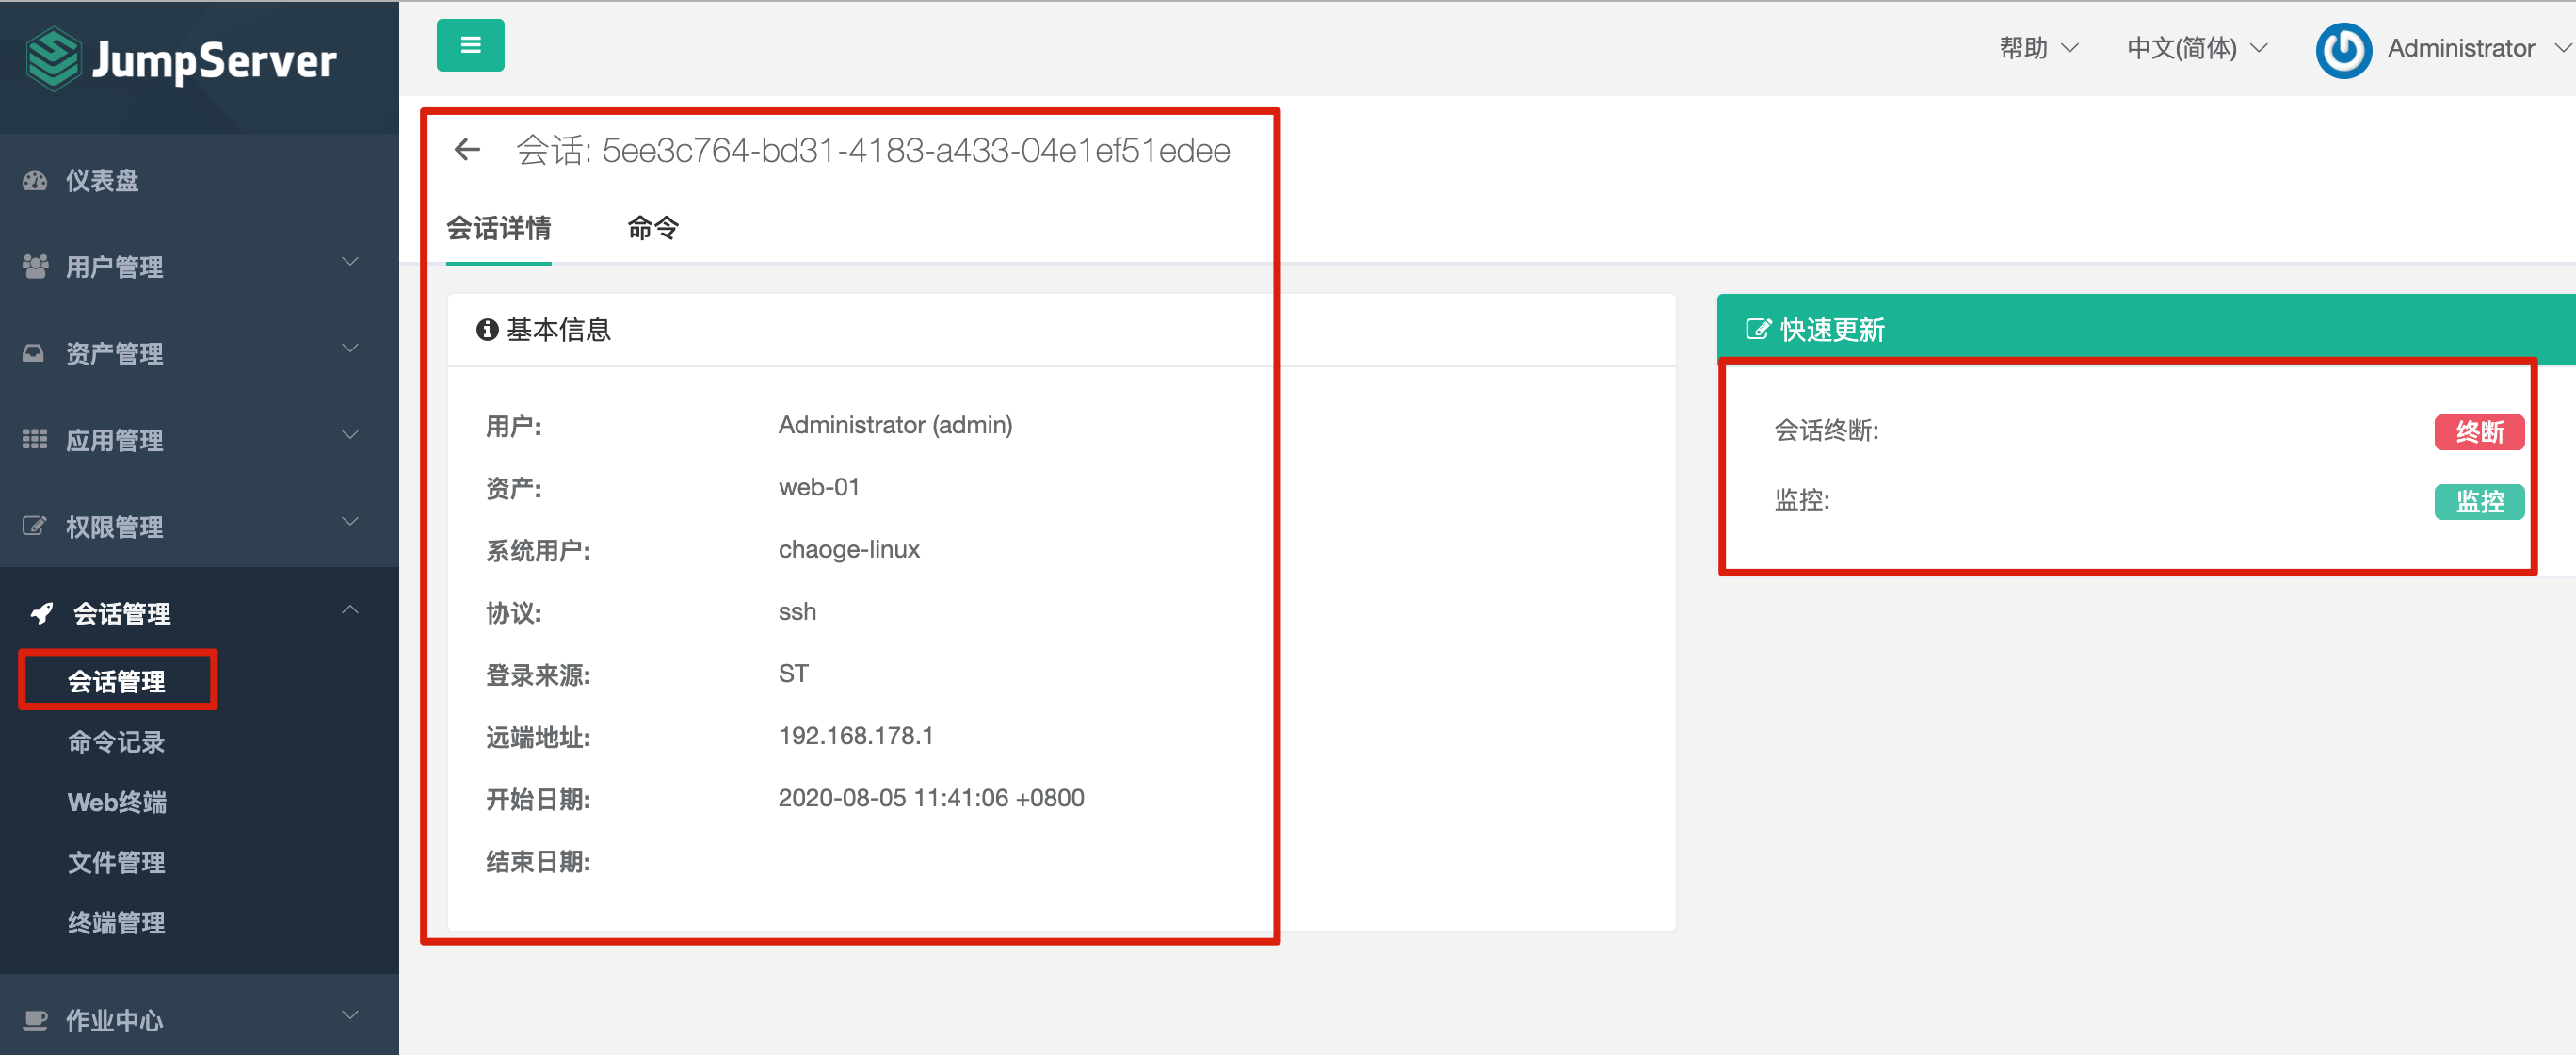 JumpServer
帮助
中文(简体)
Administrator
仪表盘
用户管理
资产管理
应用管理
权限管理
会话管理
会话管理
命令记录
Web终端
文件管理
终端管理
作业中心
会话: 5ee3c764-bd31-4183-a433-04e1ef51edee
会话详情
命令
基本信息
用户: Administrator (admin)
资产: web-01
系统用户: chaoge-linux
协议: ssh
登录来源: ST
远端地址: 192.168.178.1
开始日期: 2020-08-05 11:41:06 +0800
结束日期:
快速更新
会话终断: 终断
监控: 监控